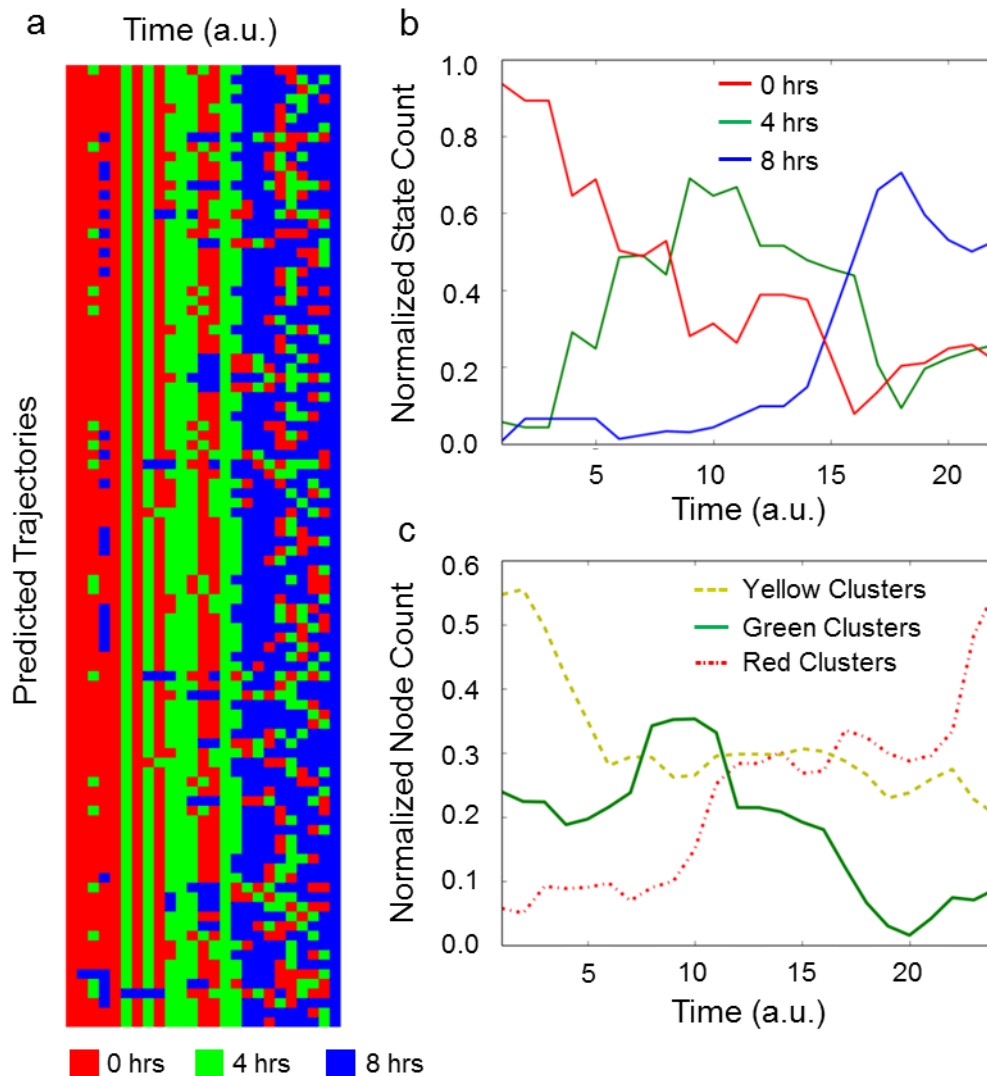 a
Time (a.u.)
Predicted Trajectories
0 hrs
4 hrs
8 hrs
b
1.0
0.8
0.6
0.4
0.2
0.0
Normalized State Count
0 hrs
4 hrs
8 hrs
5
10
15
20
Time (a.u.)
c
0.6
0.5
0.4
0.3
0.2
0.1
0.0
Normalized Node Count
Yellow Clusters
Green Clusters
Red Clusters
5
10
15
20
Time (a.u.)